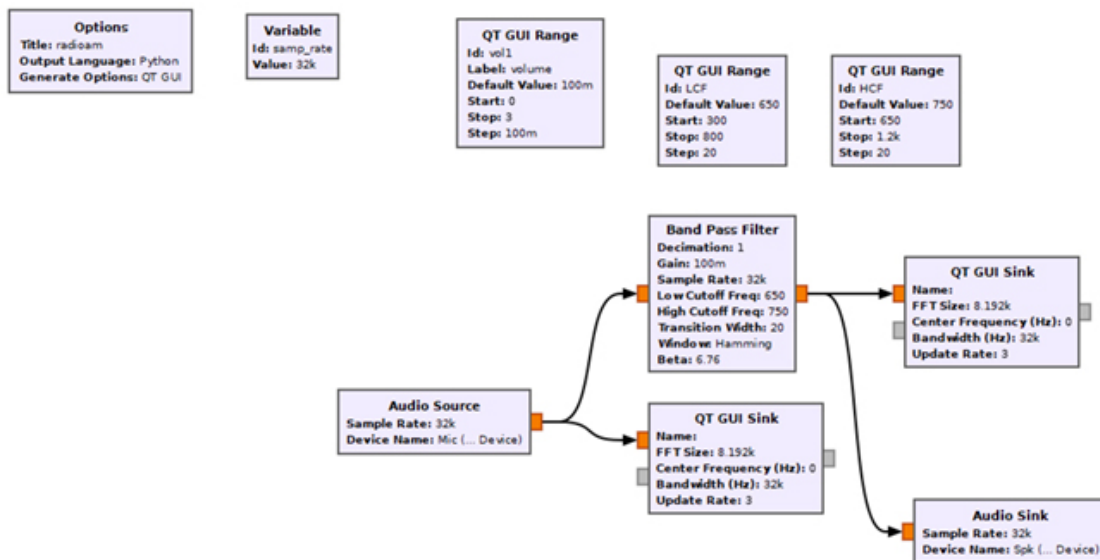 Options
Title: radioam
Output Language: Python
Generate Options: QT GUI
Variable
Id: samp_rate
Value: 32k
QT GUI Range
Id: vol1
Label: volume
Default Value: 100m
Start: 0
Stop: 3
Step: 100m
QT GUI Range
Id: LCF
Default Value: 650
Start: 300
Stop: 800
Step: 20
QT GUI Range
Id: HCF
Default Value: 750
Start: 650
Stop: 1.2k
Step: 20
Band Pass Filter
Decimation: 1
Gain: 100m
Sample Rate: 32k
Low Cutoff Freq: 650
High Cutoff Freq: 750
Transition Width: 20
Window: Hamming
Beta: 6.76
QT GUI Sink
Name:
FFT Size: 8.192k
Center Frequency (Hz): 0
Bandwidth (Hz): 32k
Update Rate: 3
Audio Source
Sample Rate: 32k
Device Name: Mic (... Device)
QT GUI Sink
Name:
FFT Size: 8.192k
Center Frequency (Hz): 0
Bandwidth (Hz): 32k
Update Rate: 3
Audio Sink
Sample Rate: 32k
Device Name: Spk (... Device)